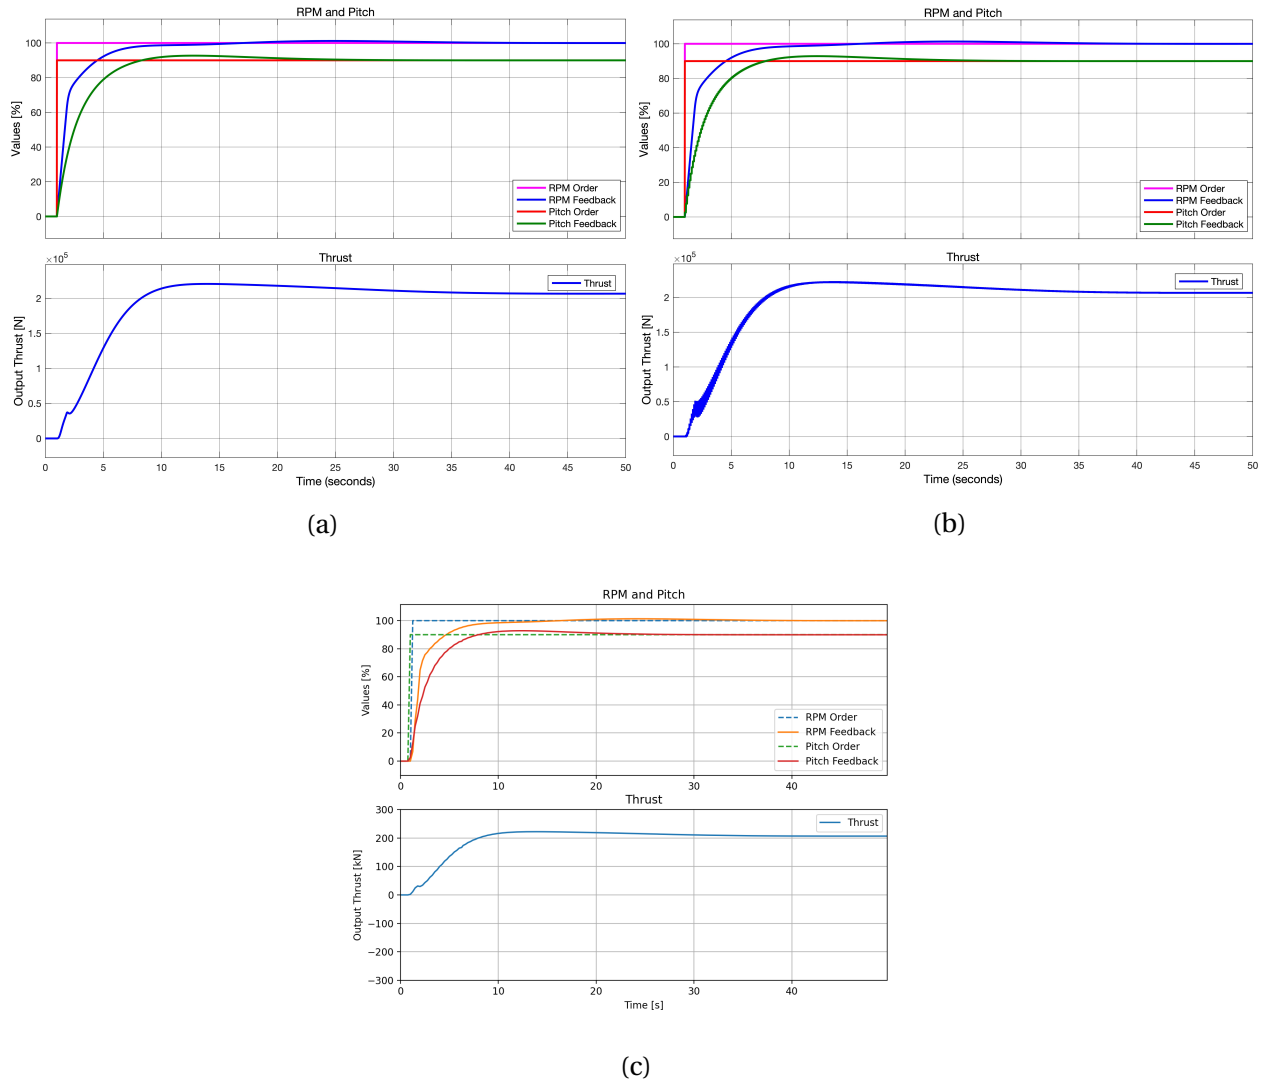 RPM and Pitch
Values [%]
100
80
60
40
20
0
RPM Order
RPM Feedback
Pitch Order
Pitch Feedback
×10⁵
Thrust
Output Thrust [N]
2
1.5
1
0.5
0
Thrust
0 5 10 15 20 25 30 35 40 45 50
Time (seconds)
(a)
RPM and Pitch
Values [%]
100
80
60
40
20
0
RPM Order
RPM Feedback
Pitch Order
Pitch Feedback
×10⁵
Thrust
Output Thrust [N]
2
1.5
1
0.5
0
Thrust
0 5 10 15 20 25 30 35 40 45 50
Time (seconds)
(b)
RPM and Pitch
Values [%]
100
80
60
40
20
0
RPM Order
RPM Feedback
Pitch Order
Pitch Feedback
0 10 20 30 40
Thrust
Output Thrust [kN]
300
200
100
0
−100
−200
−300
Thrust
0 10 20 30 40
Time [s]
(c)